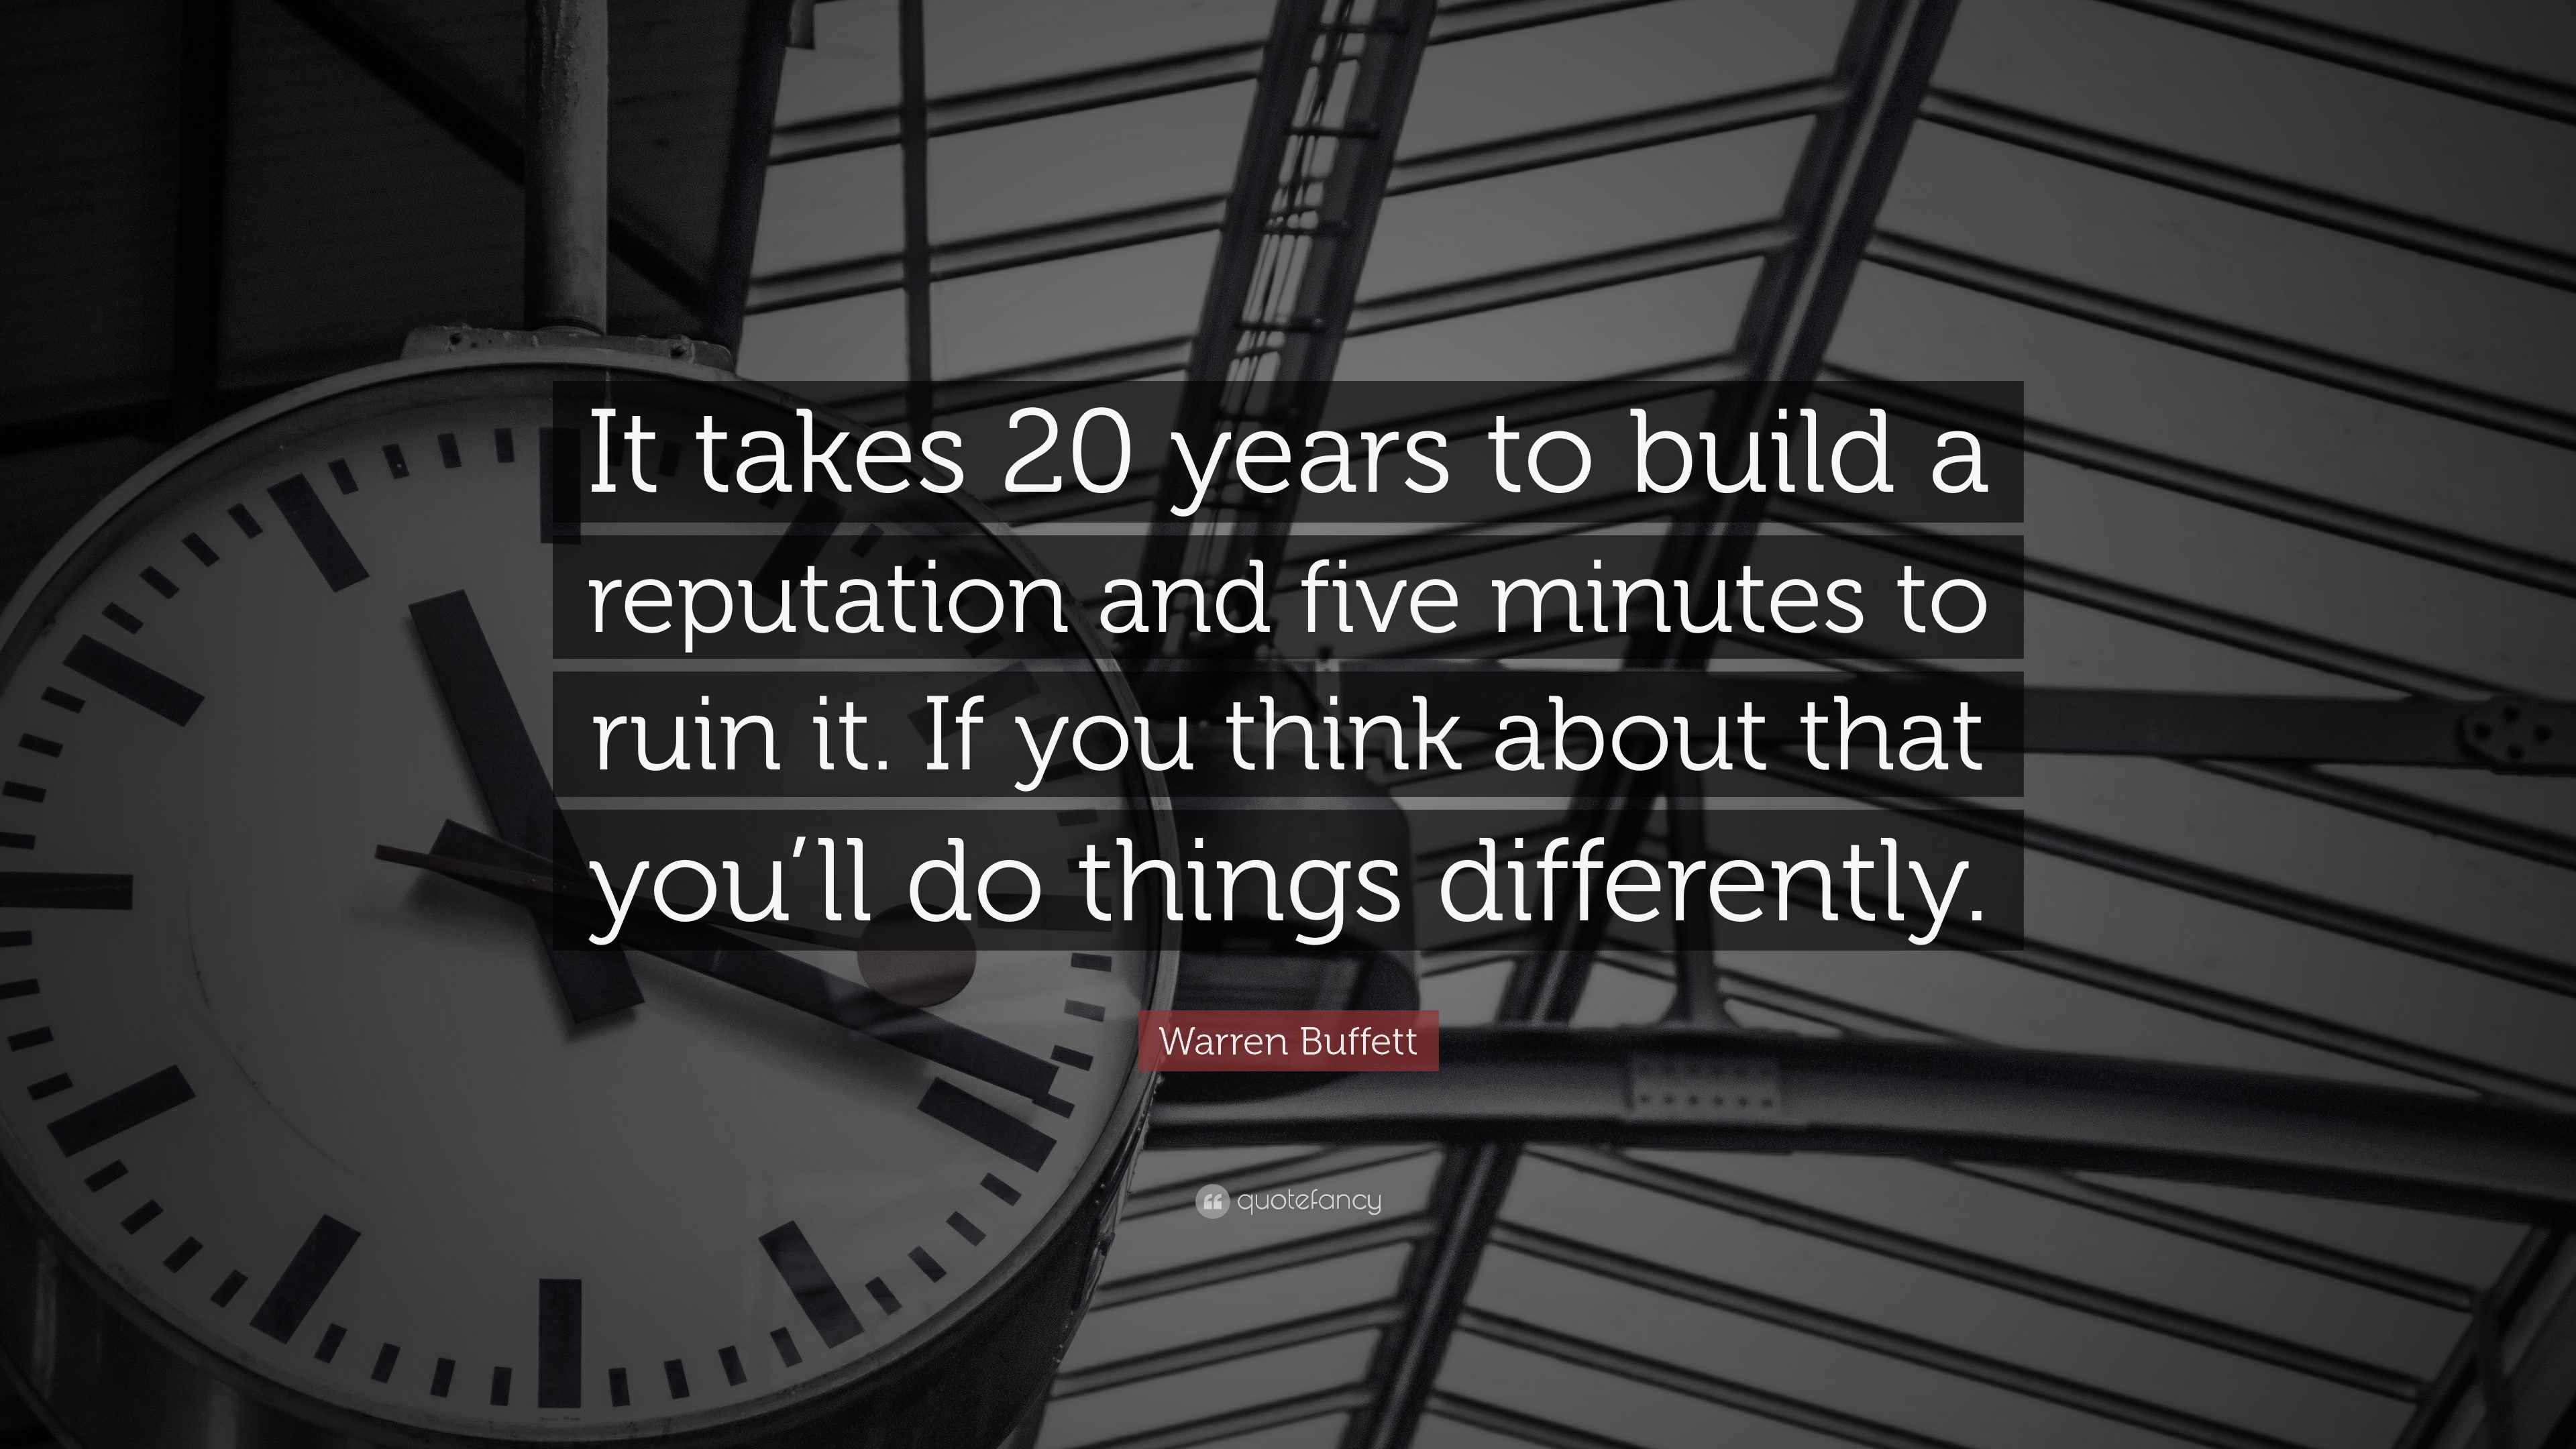 It takes 20 years to build a
reputation and five minutes to
ruin it. If you think about that
you’ll do things differently.
Warren Buffett
quotefancy